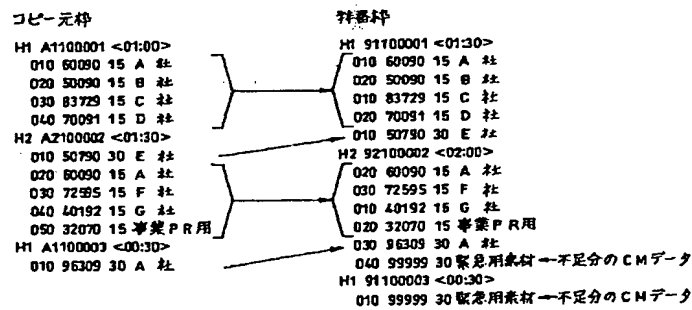 コピー元枠
H1 A1100001 <01:00>
010 60090 15 A 社
020 50090 15 B 社
030 83729 15 C 社
040 70091 15 D 社
H2 A2100002 <01:30>
010 50790 30 E 社
020 60090 15 A 社
030 72595 15 F 社
040 40192 15 G 社
050 32070 15 事業PR用
H1 A1100003 <00:30>
010 96309 30 A 社
特番枠
H1 91100001 <01:30>
010 60090 15 A 社
020 50090 15 B 社
010 83729 15 C 社
020 70091 15 D 社
010 50790 30 E 社
H2 92100002 <02:00>
020 60090 15 A 社
030 72595 15 F 社
010 40192 15 G 社
020 32070 15 事業PR用
030 96309 30 A 社
040 99999 30 緊急用素材 ← 不足分のCMデータ
H1 91100003 <00:30>
010 99999 30 緊急用素材 ← 不足分のCMデータ